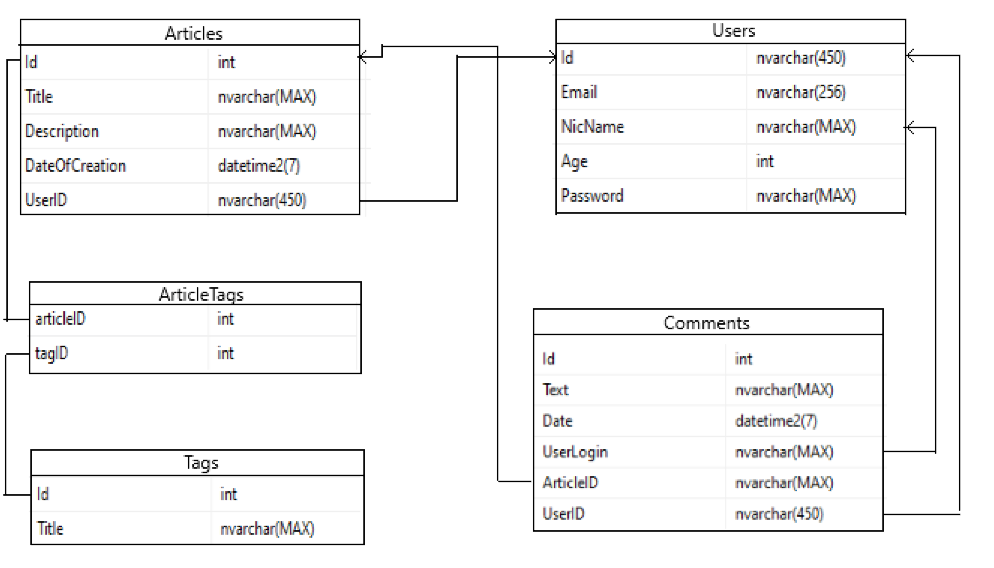 Articles
Id int
Title nvarchar(MAX)
Description nvarchar(MAX)
DateOfCreation datetime2(7)
UserID nvarchar(450)
Users
Id nvarchar(450)
Email nvarchar(256)
NicName nvarchar(MAX)
Age int
Password nvarchar(MAX)
ArticleTags
articleID int
tagID int
Comments
Id int
Text nvarchar(MAX)
Date datetime2(7)
UserLogin nvarchar(MAX)
ArticleID nvarchar(MAX)
UserID nvarchar(450)
Tags
Id int
Title nvarchar(MAX)